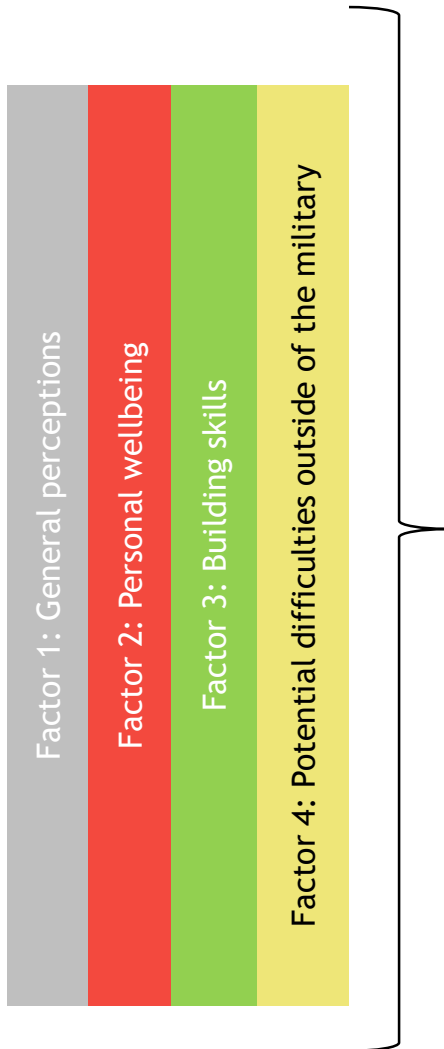 Factor 1: General perceptions
Factor 2: Personal wellbeing
Factor 3: Building skills
Factor 4: Potential difficulties outside of the military